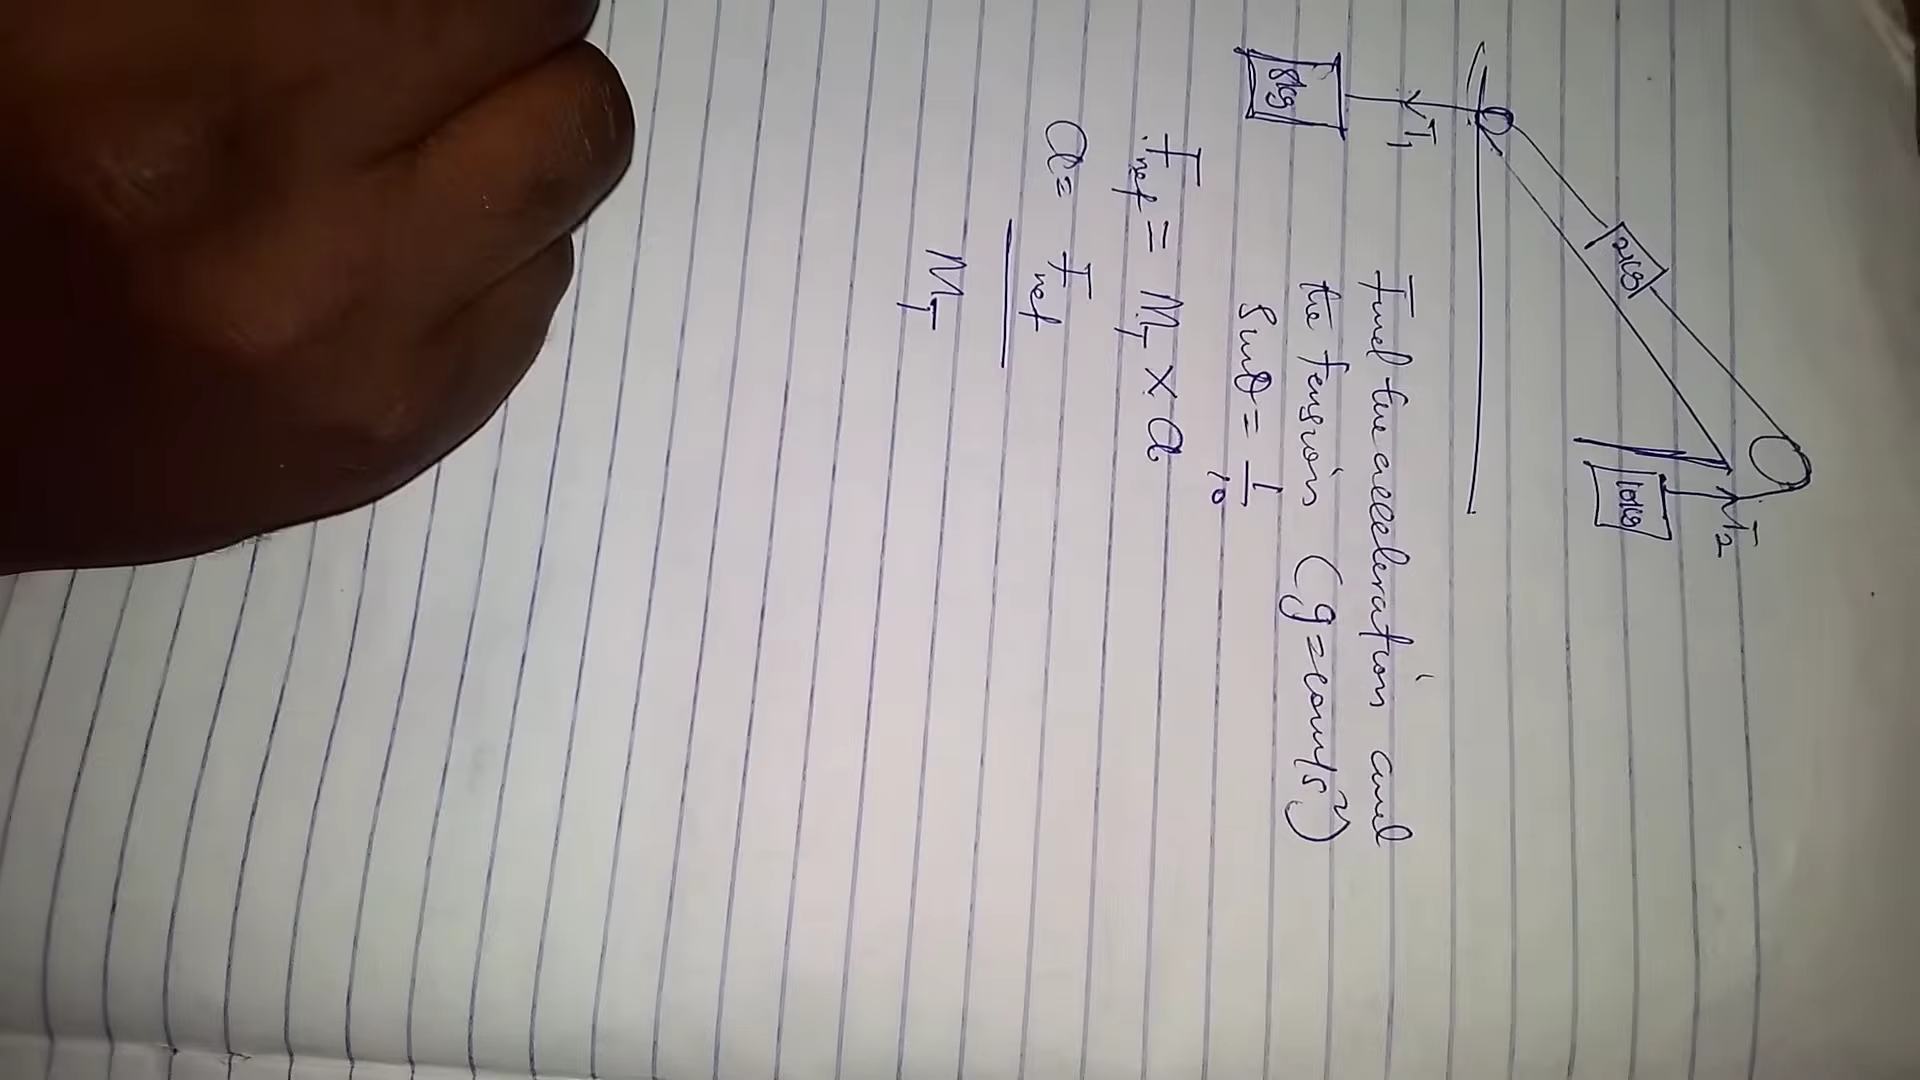 10kg
T2
2kg
T1
8kg
Find the acceleration and
the tension (g=10m/s²)
Sinθ = 1/10
Fnet = MT × a
a = Fnet
MT